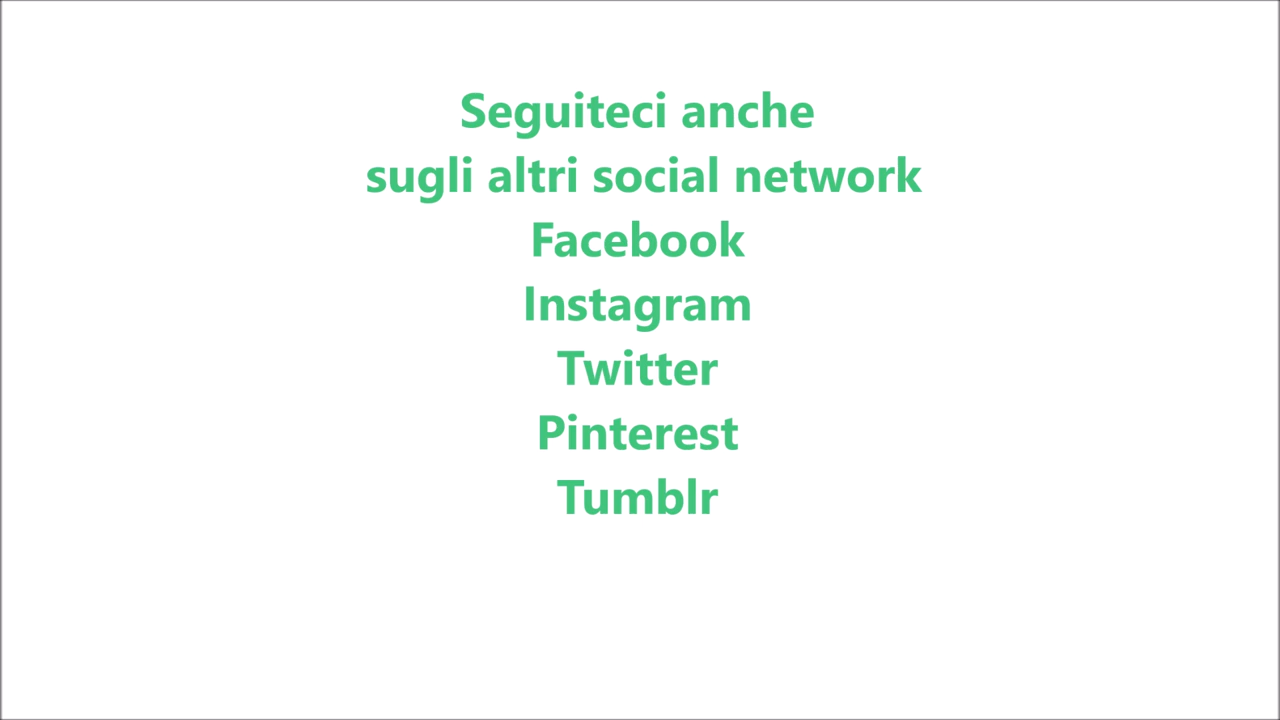 Seguiteci anche
sugli altri social network
Facebook
Instagram
Twitter
Pinterest
Tumblr